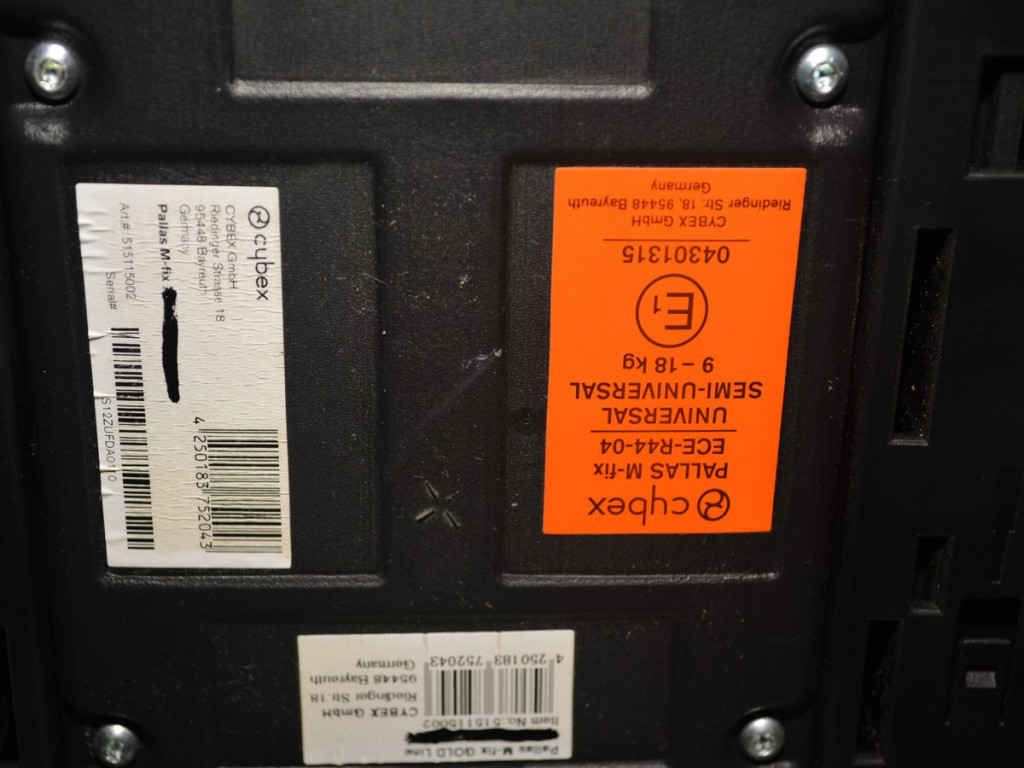 cybex
CYBEX GmbH
Riedinger Strasse 18
95448 Bayreuth
Germany
Pallas M-fix
Art.#: 515115002
Serial#
4 250183 752043
cybex
PALLAS M-fix
ECE-R44-04
UNIVERSAL
SEMI-UNIVERSAL
9 – 18 kg
E1
04301315
CYBEX GmbH
Riedinger Str. 18, 95448 Bayreuth
Germany
Pallas M-fix GOLD Line
Item No. 515115002
CYBEX GmbH
Riedinger Str. 18
95448 Bayreuth
Germany
4 250183 752043